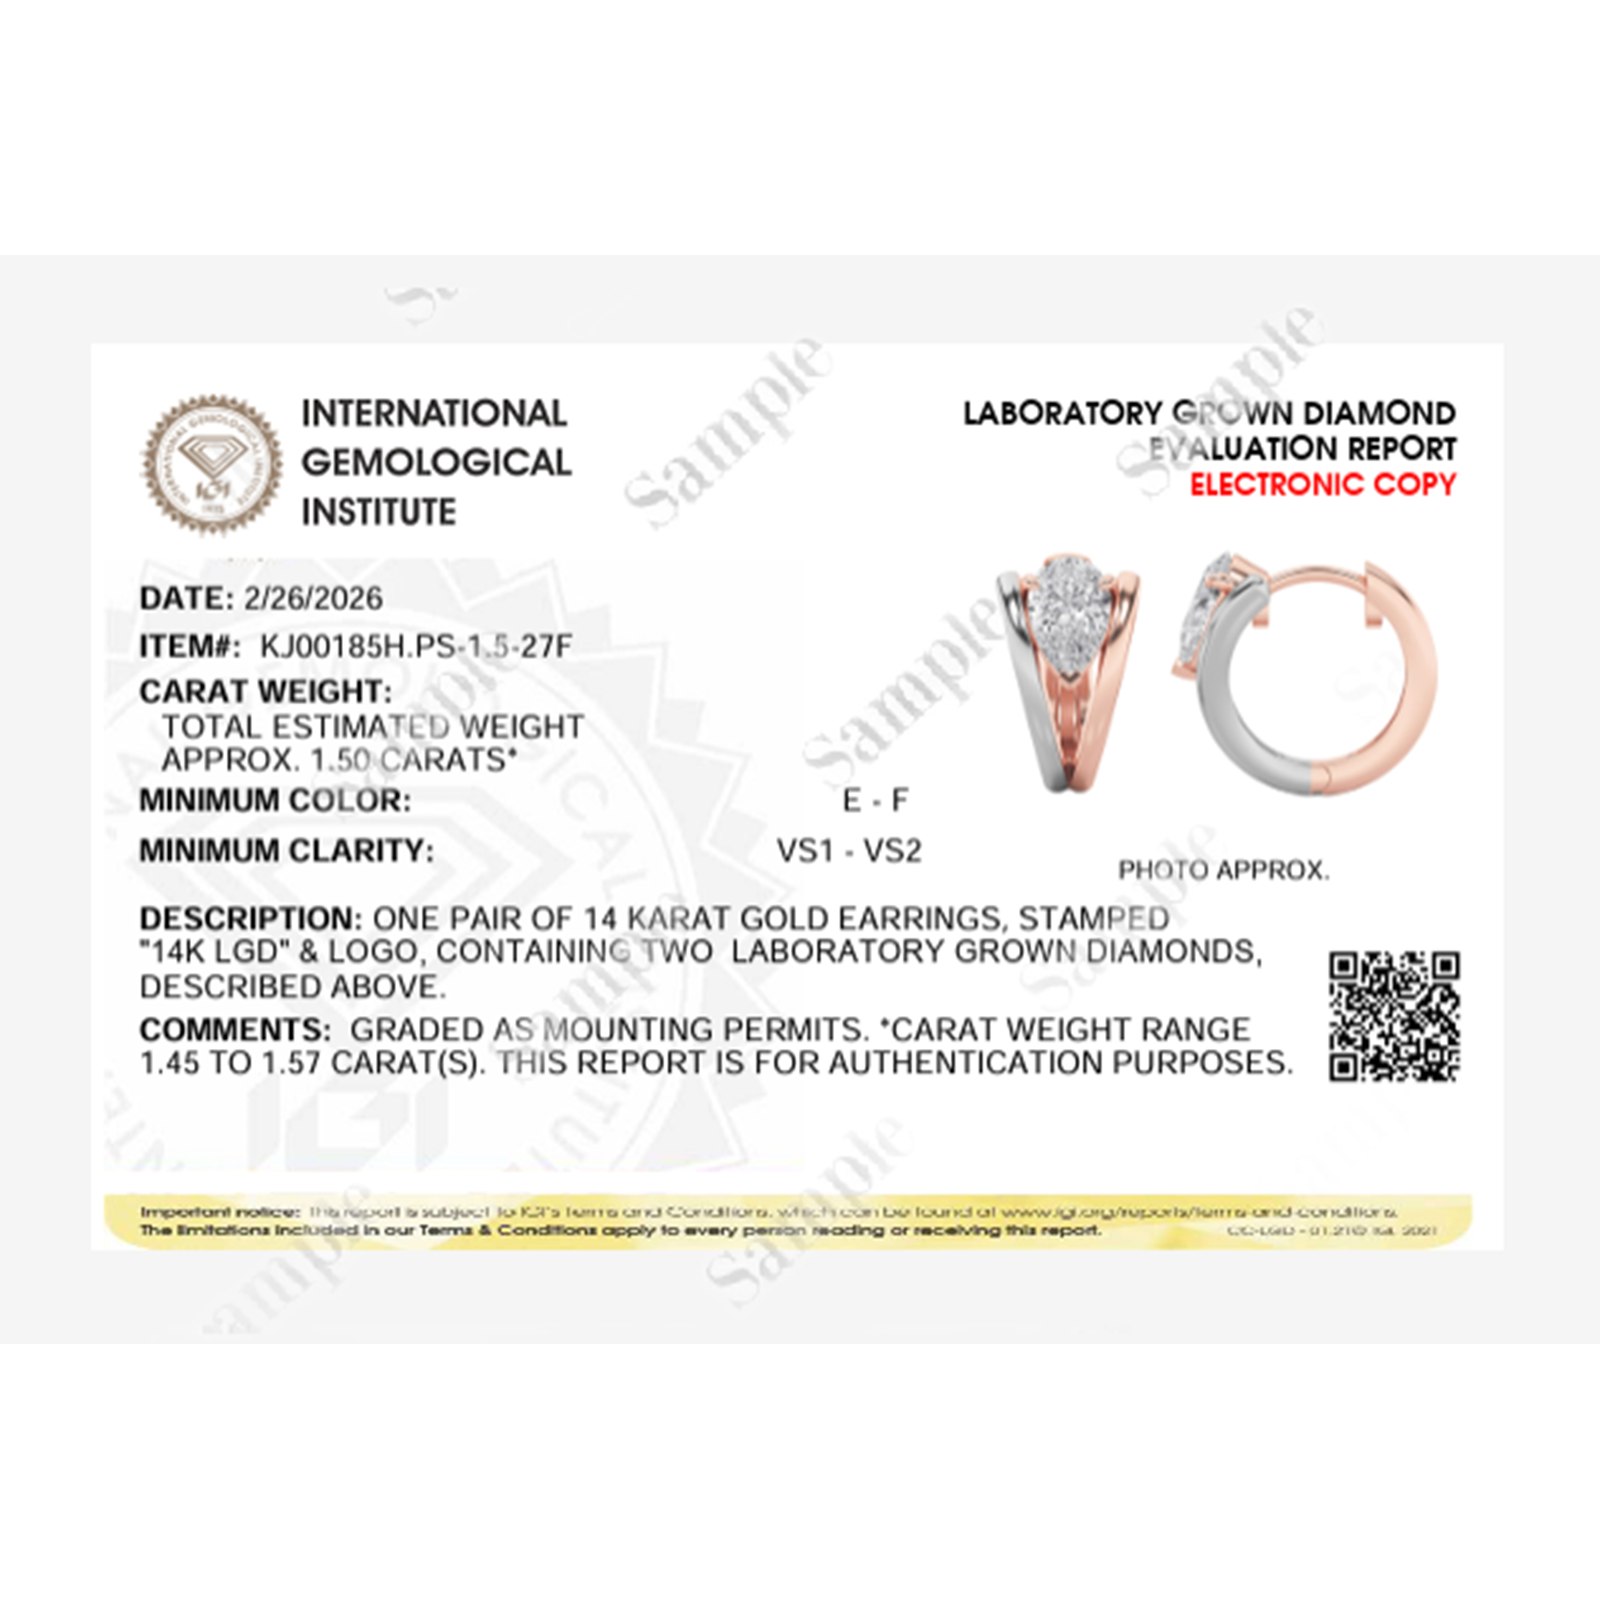 INTERNATIONAL
GEMOLOGICAL
INSTITUTE
LABORATORY GROWN DIAMOND
EVALUATION REPORT
ELECTRONIC COPY
DATE: 2/26/2026
ITEM#: KJ00185H.PS-1.5-27F
CARAT WEIGHT:
TOTAL ESTIMATED WEIGHT
APPROX. 1.50 CARATS*
MINIMUM COLOR: E - F
MINIMUM CLARITY: VS1 - VS2
PHOTO APPROX.
DESCRIPTION: ONE PAIR OF 14 KARAT GOLD EARRINGS, STAMPED
"14K LGD" & LOGO, CONTAINING TWO LABORATORY GROWN DIAMONDS,
DESCRIBED ABOVE.
COMMENTS: GRADED AS MOUNTING PERMITS. *CARAT WEIGHT RANGE
1.45 TO 1.57 CARAT(S). THIS REPORT IS FOR AUTHENTICATION PURPOSES.
Important notice: This report is subject to IGI's Terms and Conditions, which can be found at www.igi.org/reports/terms-and-conditions.
The limitations included in our Terms & Conditions apply to every person reading or receiving this report.
Sample
Sample
Sample
Sample
Sample
Sample
Sample